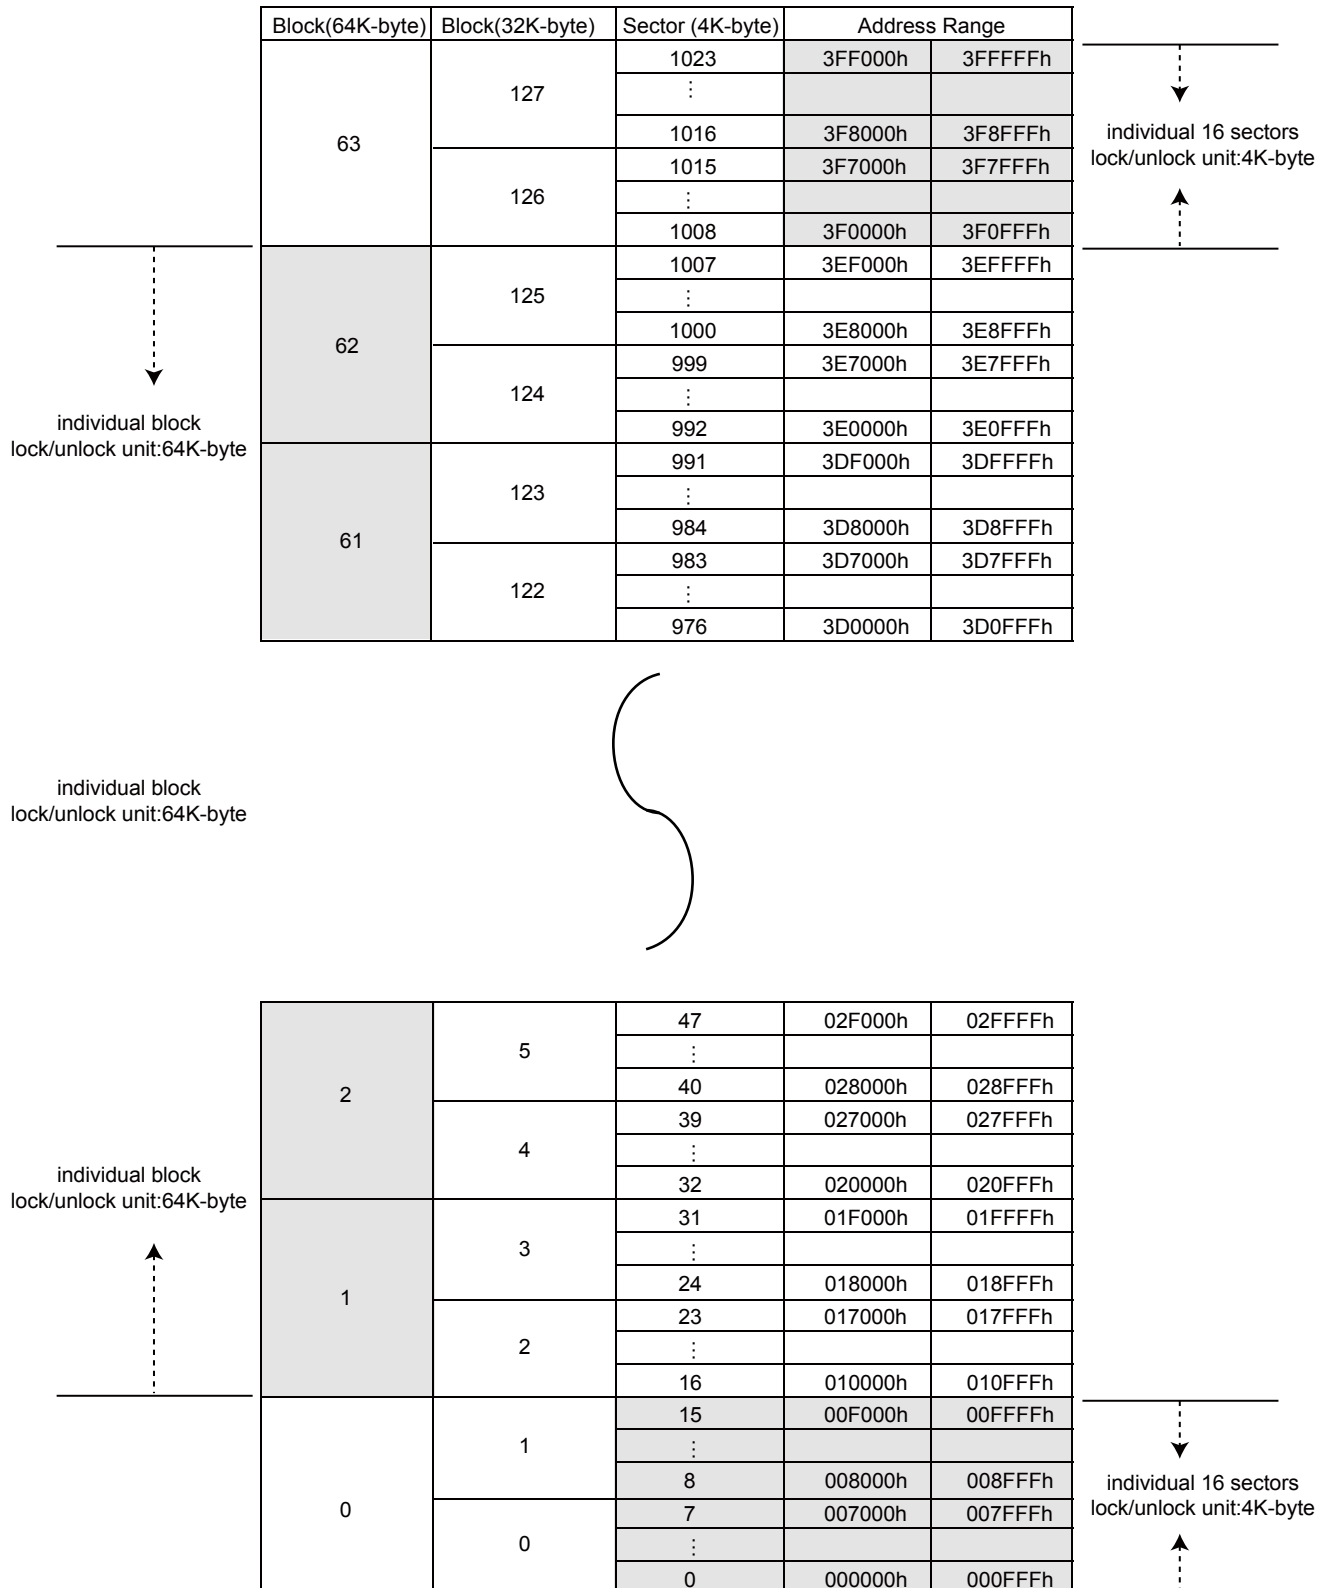 Block(64K-byte) Block(32K-byte) Sector (4K-byte) Address Range
1023 3FF000h 3FFFFFh
127 ⋮
1016 3F8000h 3F8FFFh
63
individual 16 sectors
lock/unlock unit:4K-byte
1015 3F7000h 3F7FFFh
126 ⋮
1008 3F0000h 3F0FFFh
1007 3EF000h 3EFFFFh
125 ⋮
1000 3E8000h 3E8FFFh
62
999 3E7000h 3E7FFFh
124 ⋮
individual block
lock/unlock unit:64K-byte
992 3E0000h 3E0FFFh
991 3DF000h 3DFFFFh
123 ⋮
984 3D8000h 3D8FFFh
61
983 3D7000h 3D7FFFh
122 ⋮
976 3D0000h 3D0FFFh
individual block
lock/unlock unit:64K-byte
47 02F000h 02FFFFh
5 ⋮
40 028000h 028FFFh
2
39 027000h 027FFFh
4 ⋮
individual block
lock/unlock unit:64K-byte
32 020000h 020FFFh
31 01F000h 01FFFFh
3 ⋮
24 018000h 018FFFh
1
23 017000h 017FFFh
2 ⋮
16 010000h 010FFFh
15 00F000h 00FFFFh
1 ⋮
8 008000h 008FFFh
individual 16 sectors
lock/unlock unit:4K-byte
0
7 007000h 007FFFh
0 ⋮
0 000000h 000FFFh